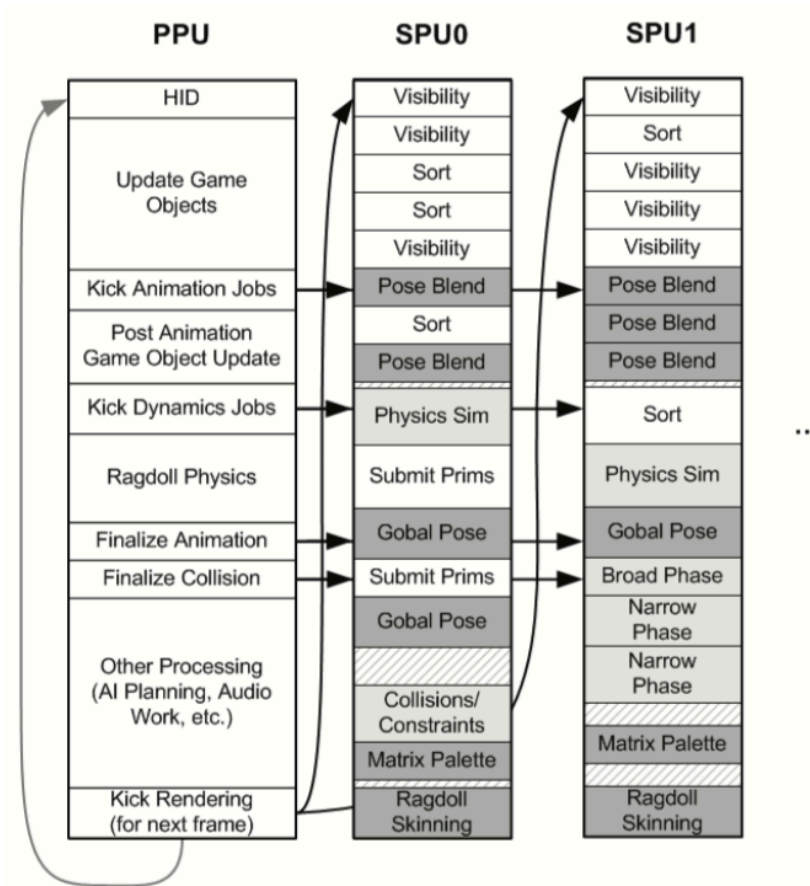 PPU
HID
Update Game
Objects
Kick Animation Jobs
Post Animation
Game Object Update
Kick Dynamics Jobs
Ragdoll Physics
Finalize Animation
Finalize Collision
Other Processing
(AI Planning, Audio
Work, etc.)
Kick Rendering
(for next frame)
SPU0
Visibility
Visibility
Sort
Sort
Visibility
Pose Blend
Sort
Pose Blend
Physics Sim
Submit Prims
Gobal Pose
Submit Prims
Gobal Pose
Collisions/
Constraints
Matrix Palette
Ragdoll
Skinning
SPU1
Visibility
Sort
Visibility
Visibility
Visibility
Pose Blend
Pose Blend
Pose Blend
Sort
Physics Sim
Gobal Pose
Broad Phase
Narrow
Phase
Narrow
Phase
Matrix Palette
Ragdoll
Skinning
..